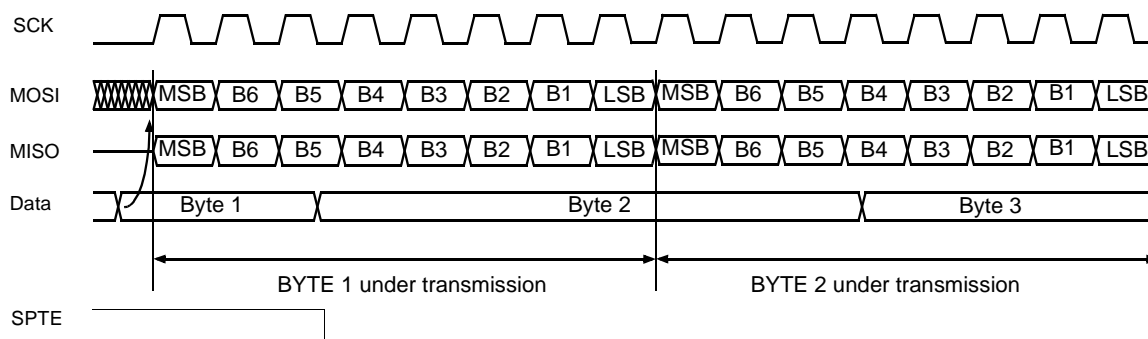 SCK
MOSI MSB B6 B5 B4 B3 B2 B1 LSB MSB B6 B5 B4 B3 B2 B1 LSB
MISO MSB B6 B5 B4 B3 B2 B1 LSB MSB B6 B5 B4 B3 B2 B1 LSB
Data Byte 1 Byte 2 Byte 3
BYTE 1 under transmission BYTE 2 under transmission
SPTE